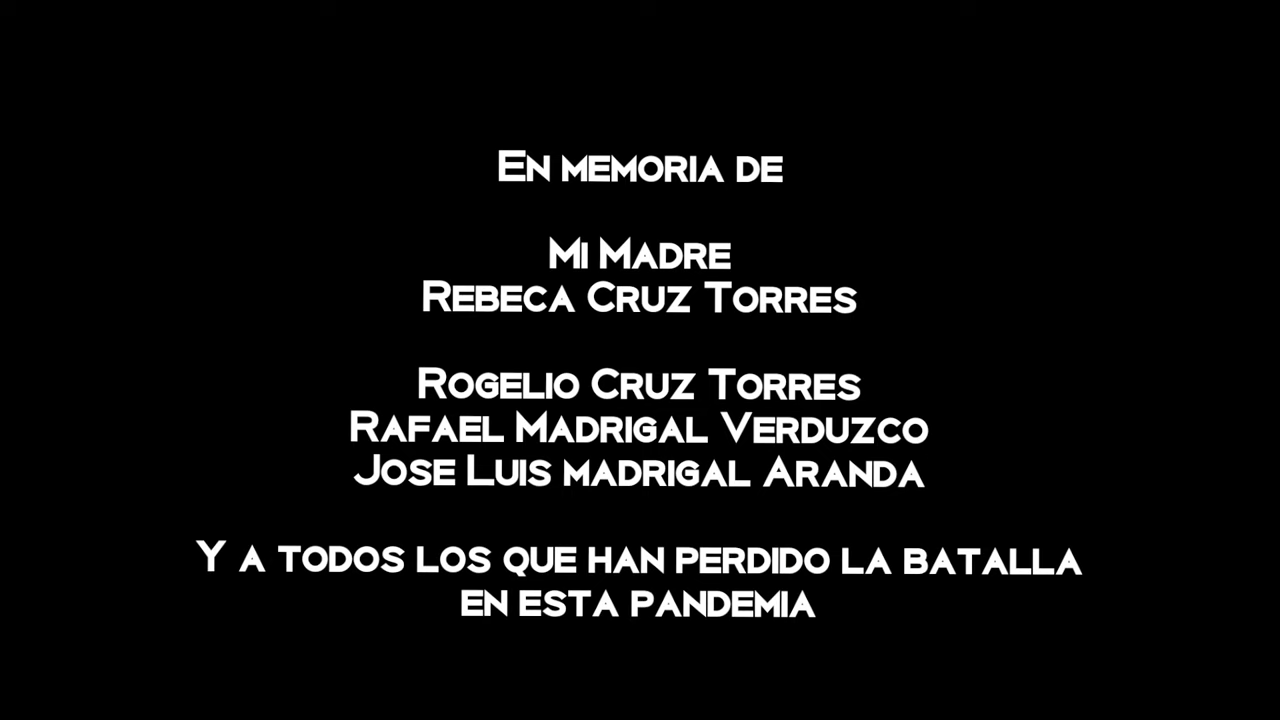 En memoria de
Mi Madre
Rebeca Cruz Torres
Rogelio Cruz Torres
Rafael Madrigal Verduzco
Jose Luis madrigal Aranda
Y a todos los que han perdido la batalla
en esta pandemia